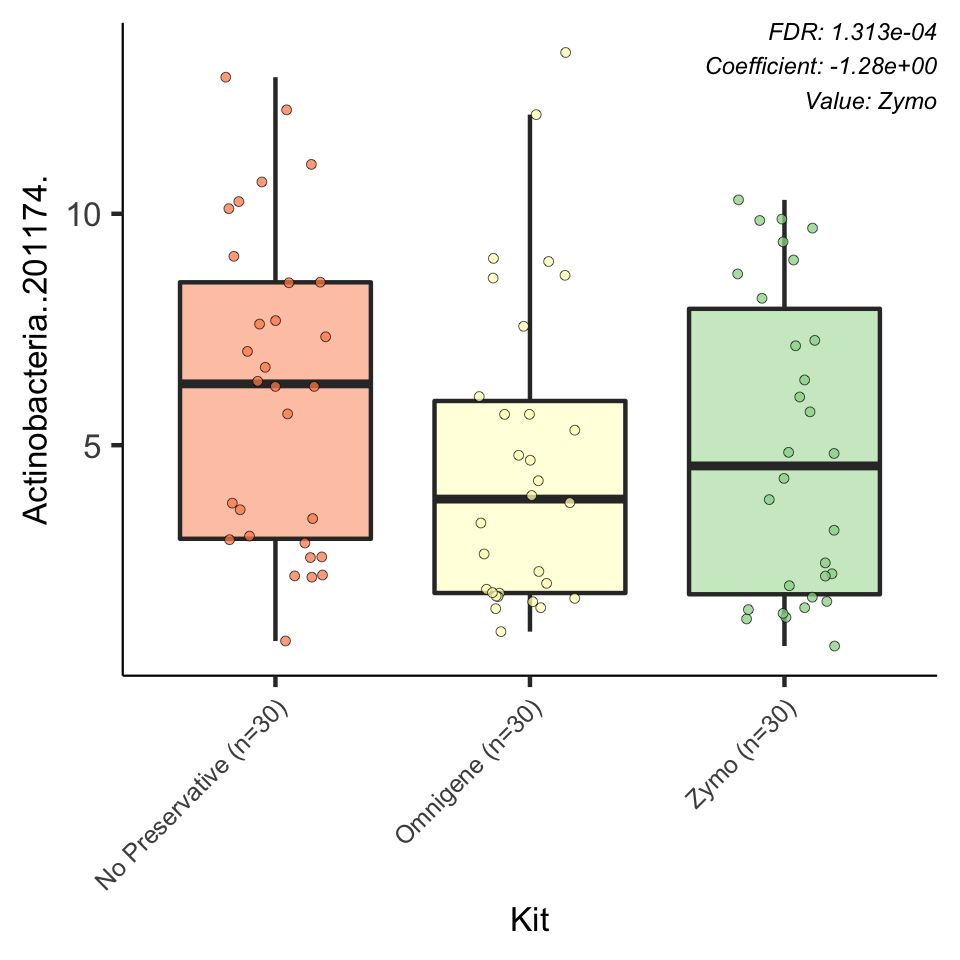 FDR: 1.313e-04
Coefficient: -1.28e+00
Value: Zymo
Actinobacteria..201174.
10
5
No Preservative (n=30)
Omnigene (n=30)
Zymo (n=30)
Kit